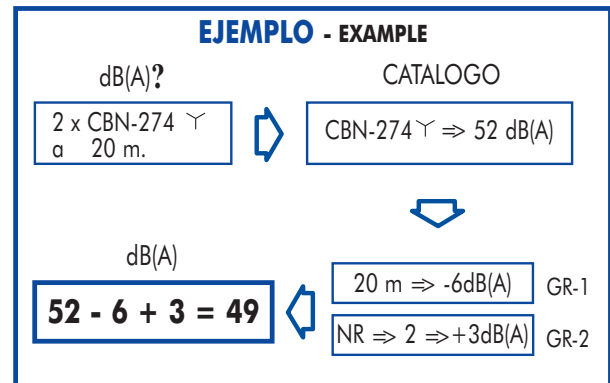 EJEMPLO - EXAMPLE
dB(A)?
2 x CBN-274 Y
a 20 m.
CATALOGO
CBN-274 Y ⇒ 52 dB(A)
20 m ⇒ -6dB(A) GR-1
NR ⇒ 2 ⇒+3dB(A) GR-2
dB(A)
52 - 6 + 3 = 49